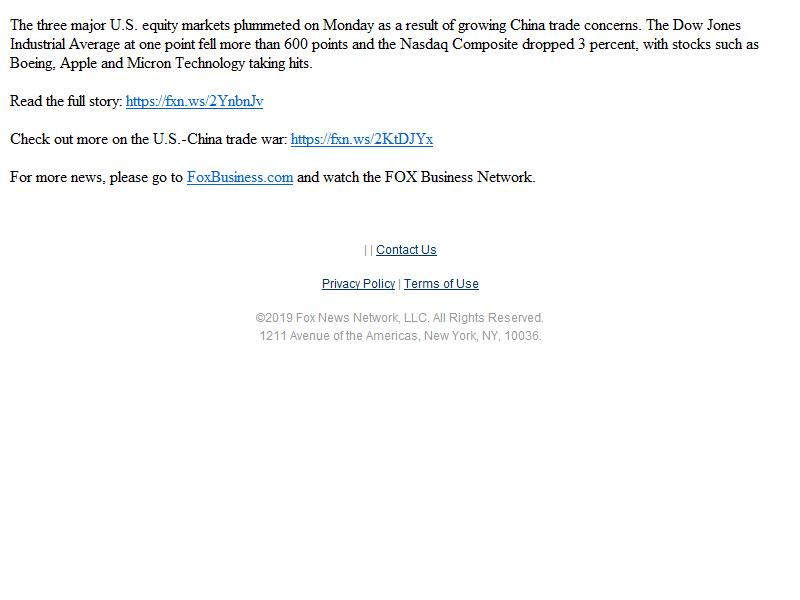 The three major U.S. equity markets plummeted on Monday as a result of growing China trade concerns. The Dow Jones
Industrial Average at one point fell more than 600 points and the Nasdaq Composite dropped 3 percent, with stocks such as
Boeing, Apple and Micron Technology taking hits.
Read the full story: https://fxn.ws/2YnbnJv
Check out more on the U.S.-China trade war: https://fxn.ws/2KtDJYx
For more news, please go to FoxBusiness.com and watch the FOX Business Network.
| | Contact Us
Privacy Policy | Terms of Use
©2019 Fox News Network, LLC. All Rights Reserved.
1211 Avenue of the Americas, New York, NY, 10036.